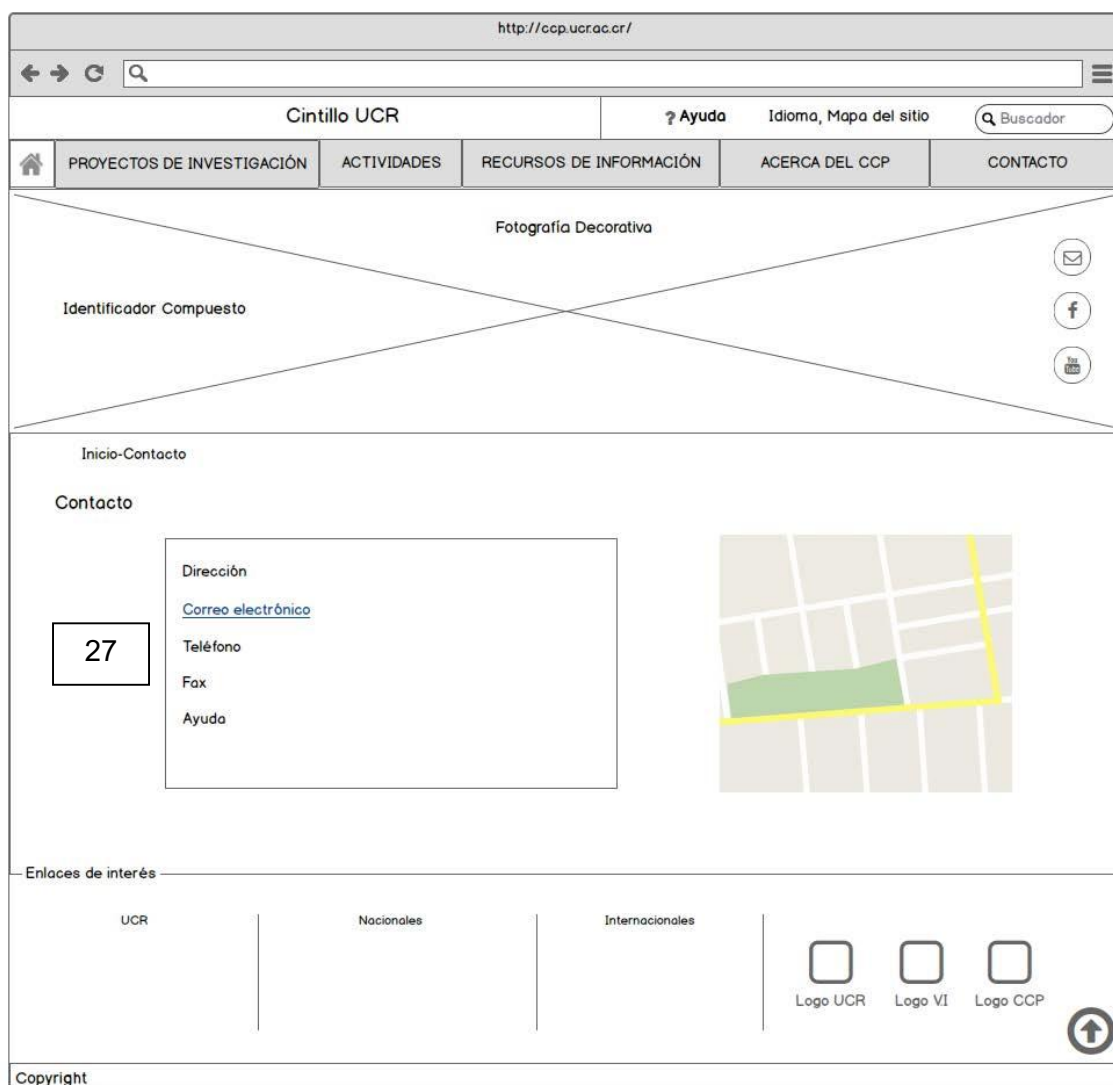 http://ccp.ucr.ac.cr/
Cintillo UCR
? Ayuda
Idioma, Mapa del sitio
Buscador
PROYECTOS DE INVESTIGACIÓN
ACTIVIDADES
RECURSOS DE INFORMACIÓN
ACERCA DEL CCP
CONTACTO
Fotografía Decorativa
Identificador Compuesto
f
You Tube
Inicio-Contacto
Contacto
27
Dirección
Correo electrónico
Teléfono
Fax
Ayuda
Enlaces de interés
UCR
Nacionales
Internacionales
Logo UCR
Logo VI
Logo CCP
Copyright